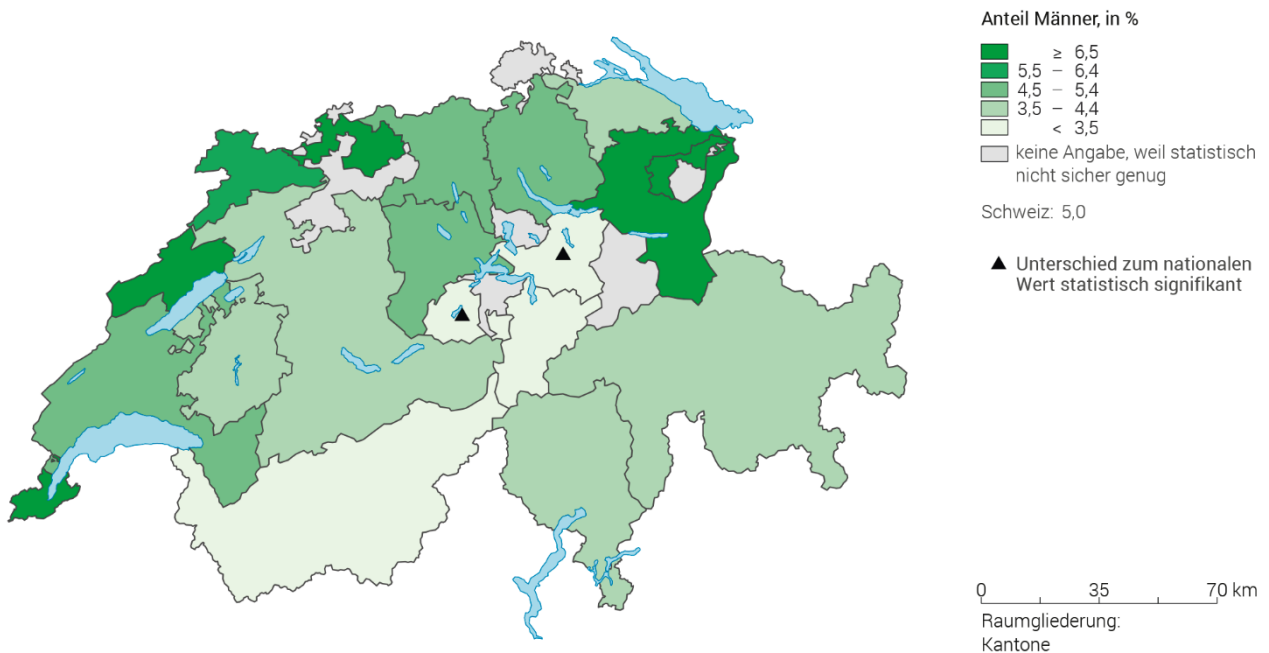 Anteil Männer, in %
≥ 6,5
5,5 – 6,4
4,5 – 5,4
3,5 – 4,4
< 3,5
keine Angabe, weil statistisch
nicht sicher genug
Schweiz: 5,0
▲ Unterschied zum nationalen
Wert statistisch signifikant
0 35 70 km
Raumgliederung:
Kantone